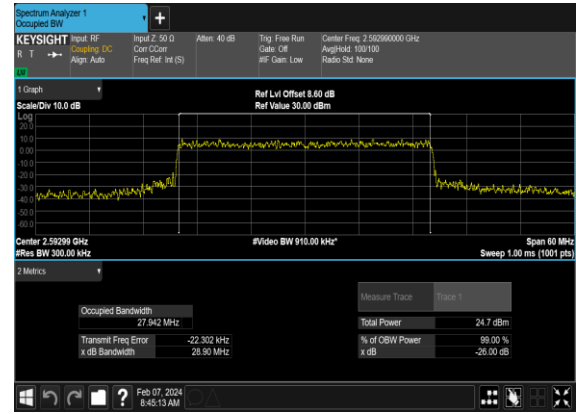 Spectrum Analyzer 1
Occupied BW
+
KEYSIGHT Input: RF Input Z: 50 Ω Atten: 40 dB Trig: Free Run Center Freq: 2.592990000 GHz
R T Coupling: DC Corr CCorr Gate: Off Avg|Hold: 100/100
Align: Auto Freq Ref: Int (S) #IF Gain: Low Radio Std: None
LNI
1 Graph
Ref Lvl Offset 8.60 dB
Scale/Div 10.0 dB Ref Value 30.00 dBm
Log
20.0
10.0
0.00
-10.0
-20.0
-30.0
-40.0
-50.0
-60.0
Center 2.59299 GHz #Video BW 910.00 kHz* Span 60 MHz
#Res BW 300.00 kHz Sweep 1.00 ms (1001 pts)
2 Metrics
Measure Trace Trace 1
Occupied Bandwidth
27.942 MHz
Total Power 24.7 dBm
Transmit Freq Error -22.302 kHz % of OBW Power 99.00 %
x dB Bandwidth 28.90 MHz x dB -26.00 dB
?
Feb 07, 2024
8:45:13 AM